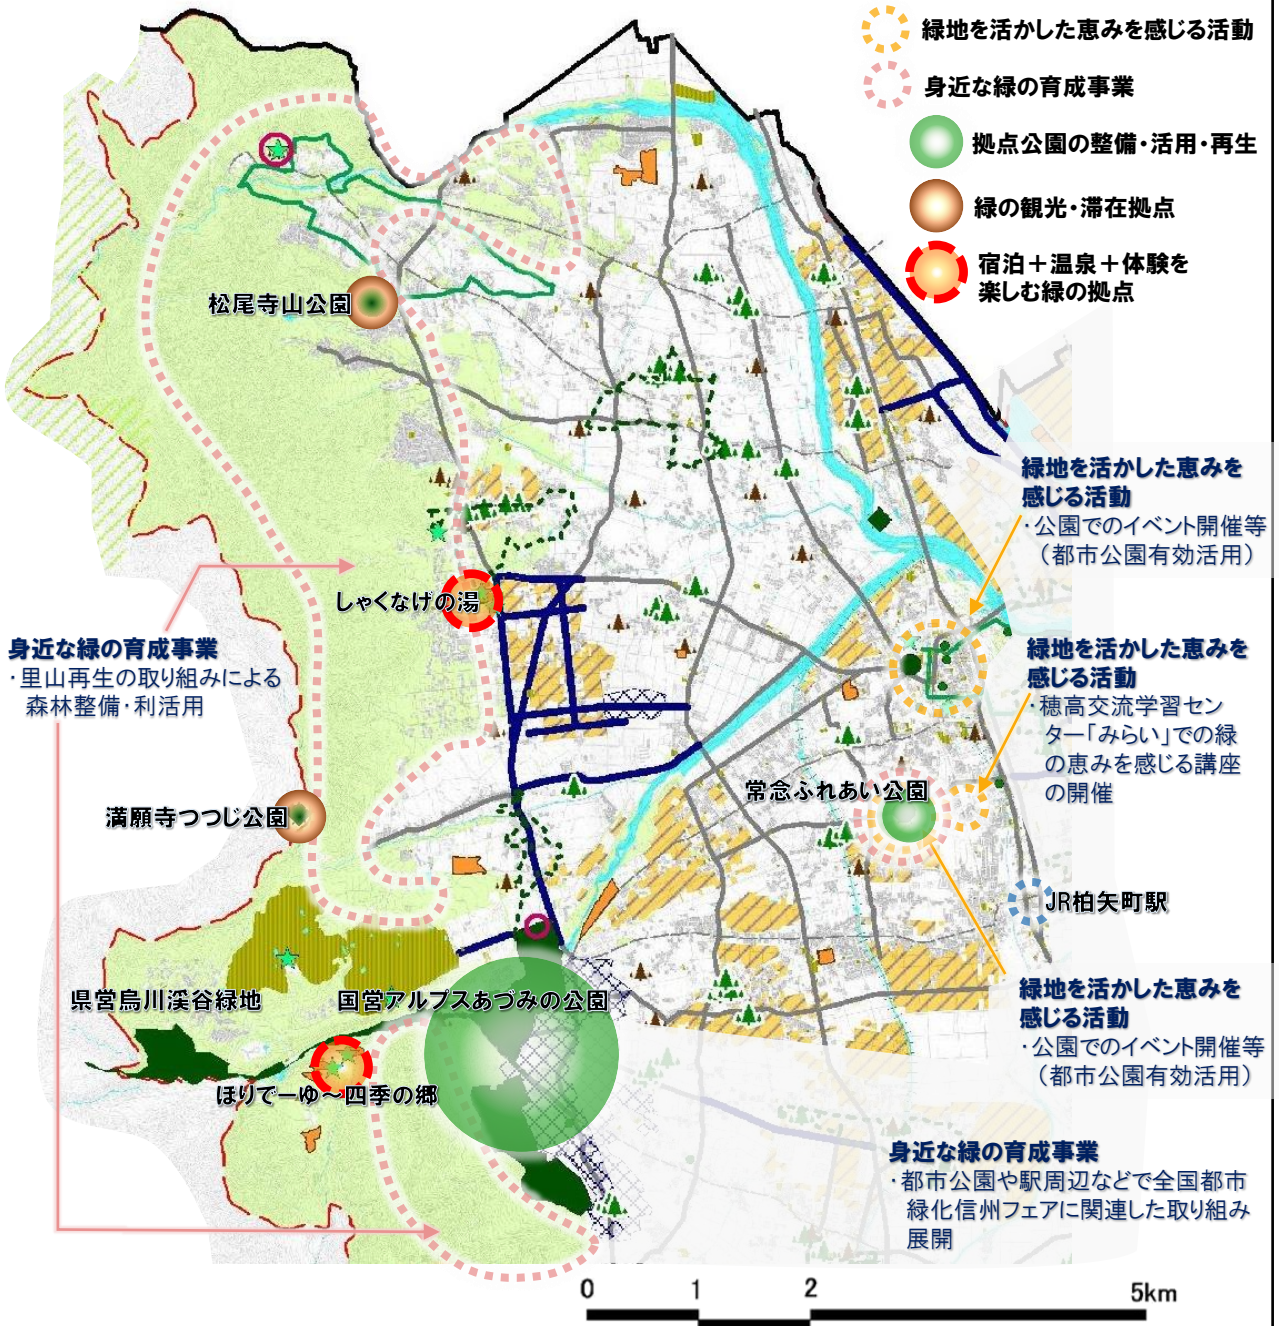 緑地を活かした恵みを感じる活動
身近な緑の育成事業
拠点公園の整備・活用・再生
緑の観光・滞在拠点
宿泊＋温泉＋体験を
楽しむ緑の拠点
松尾寺山公園
緑地を活かした恵みを
感じる活動
・公園でのイベント開催等
（都市公園有効活用）
しゃくなげの湯
身近な緑の育成事業
・里山再生の取り組みによる
森林整備・利活用
緑地を活かした恵みを
感じる活動
・穂高交流学習セン
ター「みらい」での緑
の恵みを感じる講座
の開催
常念ふれあい公園
満願寺つつじ公園
JR柏矢町駅
県営烏川渓谷緑地
国営アルプスあづみの公園
緑地を活かした恵みを
感じる活動
・公園でのイベント開催等
（都市公園有効活用）
ほりでーゆ～四季の郷
身近な緑の育成事業
・都市公園や駅周辺などで全国都市
緑化信州フェアに関連した取り組み
展開
0 1 2 5km